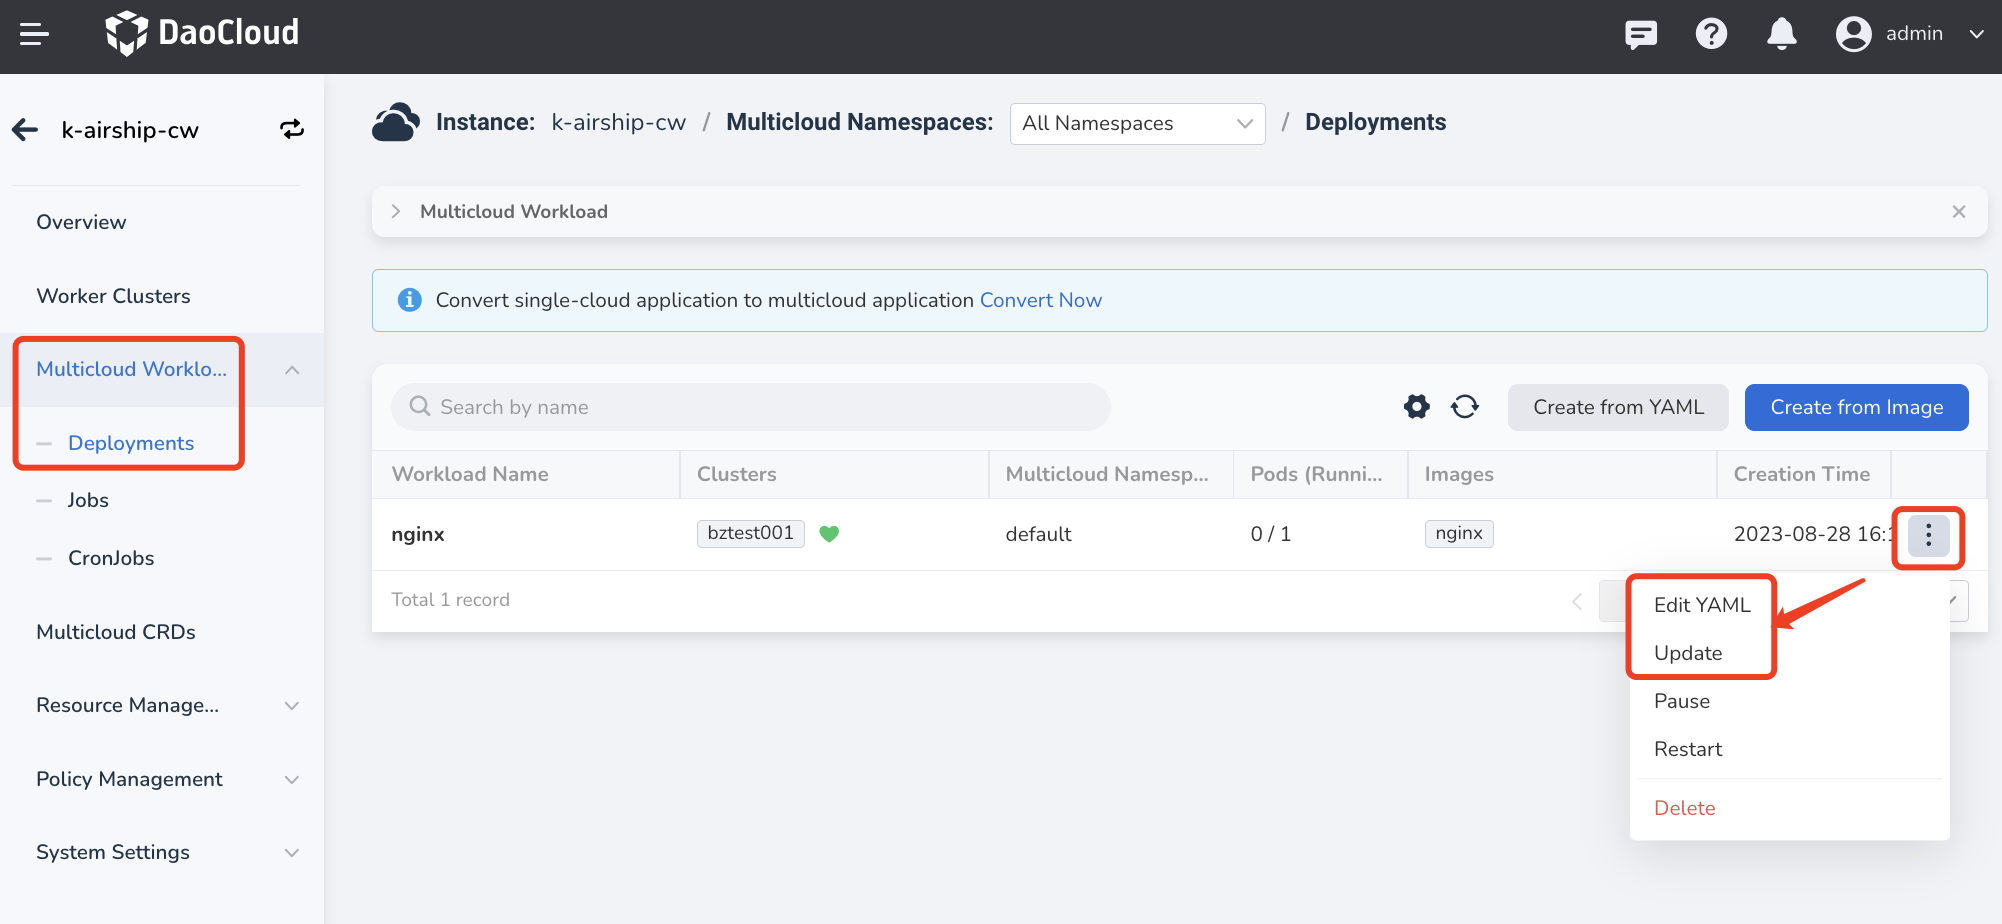 DaoCloud
admin
k-airship-cw
Instance: k-airship-cw / Multicloud Namespaces: All Namespaces / Deployments
Overview
Worker Clusters
Multicloud Worklo...
Deployments
Jobs
CronJobs
Multicloud CRDs
Resource Manage...
Policy Management
System Settings
Multicloud Workload
Convert single-cloud application to multicloud application Convert Now
Search by name
Create from YAML
Create from Image
Workload Name Clusters Multicloud Namesp... Pods (Runni... Images Creation Time
nginx bztest001 default 0 / 1 nginx 2023-08-28 16:1
Total 1 record
Edit YAML
Update
Pause
Restart
Delete